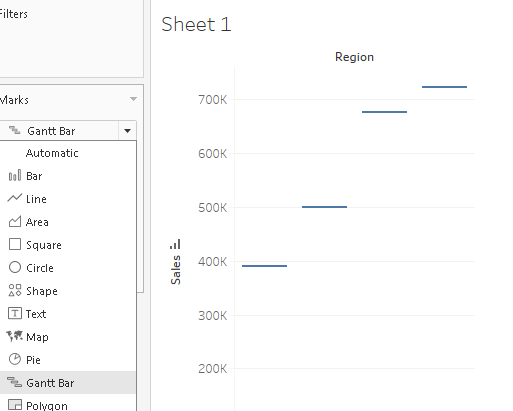 Filters
Marks
Gantt Bar
Automatic
Bar
Line
Area
Square
Circle
Shape
T Text
Map
Pie
Gantt Bar
Polygon
Sheet 1
Region
700K
600K
500K
400K
300K
200K
Sales